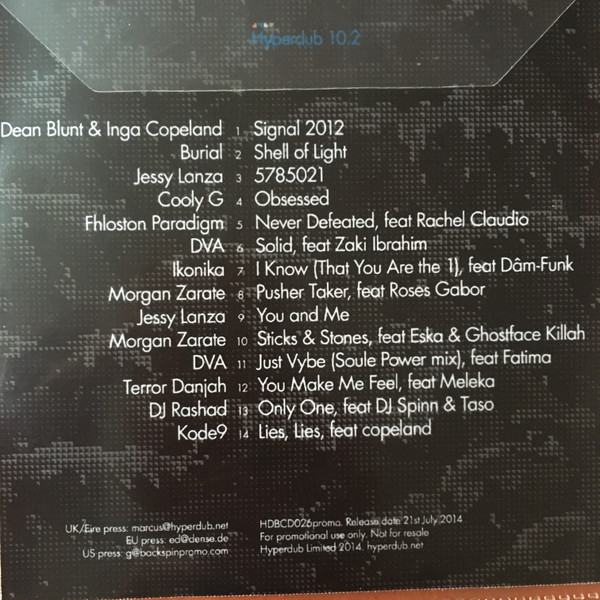 Hyperdub 10.2
Dean Blunt & Inga Copeland 1 Signal 2012
Burial 2 Shell of Light
Jessy Lanza 3 5785021
Cooly G 4 Obsessed
Fhloston Paradigm 5 Never Defeated, feat Rachel Claudio
DVA 6 Solid, feat Zaki Ibrahim
Ikonika 7 I Know (That You Are the 1), feat Dâm-Funk
Morgan Zarate 8 Pusher Taker, feat Roses Gabor
Jessy Lanza 9 You and Me
Morgan Zarate 10 Sticks & Stones, feat Eska & Ghostface Killah
DVA 11 Just Vybe (Soule Power mix), feat Fatima
Terror Danjah 12 You Make Me Feel, feat Meleka
DJ Rashad 13 Only One, feat DJ Spinn & Taso
Kode9 14 Lies, Lies, feat copeland
UK/Eire press: marcus@hyperdub.net
EU press: ed@dense.de
US press: g@backspinpromo.com
HDBCD026promo. Release date 21st July 2014
For promotional use only. Not for resale
Hyperdub Limited 2014. hyperdub.net